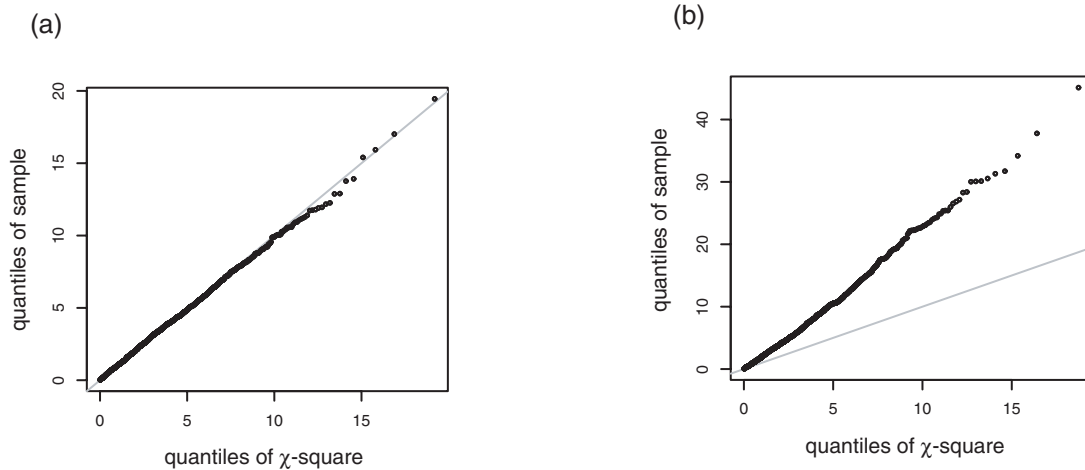 (a)
20
15
10
5
0
quantiles of sample
0 5 10 15
quantiles of χ-square
(b)
40
30
20
10
0
quantiles of sample
0 5 10 15
quantiles of χ-square